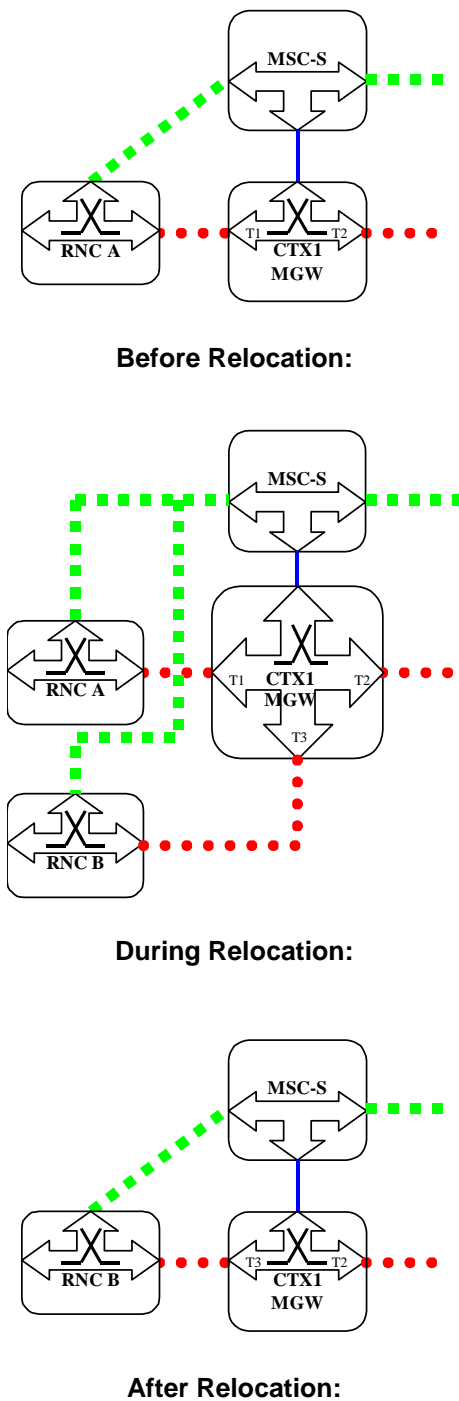 MSC-S
RNC A
T1
T2
CTX1
MGW
Before Relocation:
MSC-S
RNC A
T1
CTX1
T2
MGW
T3
RNC B
During Relocation:
MSC-S
RNC B
T3
T2
CTX1
MGW
After Relocation: